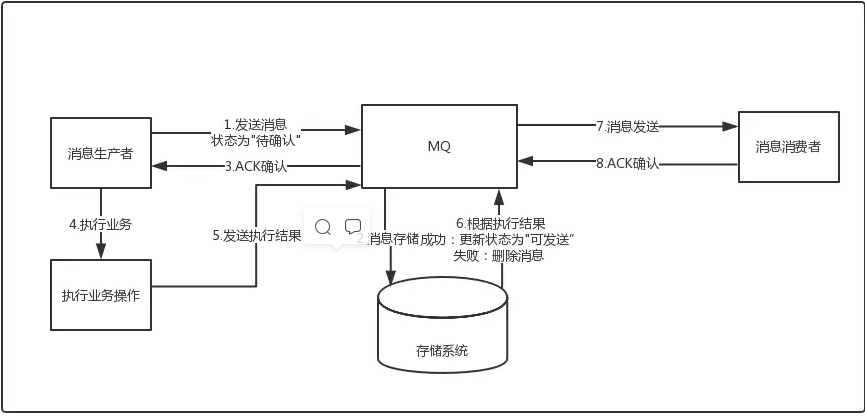 1.发送消息
状态为"待确认"
消息生产者
MQ
7.消息发送
消息消费者
3.ACK确认
8.ACK确认
4.执行业务
5.发送执行结果
2.消息存储
6.根据执行结果
成功：更新状态为"可发送"
失败：删除消息
执行业务操作
存储系统